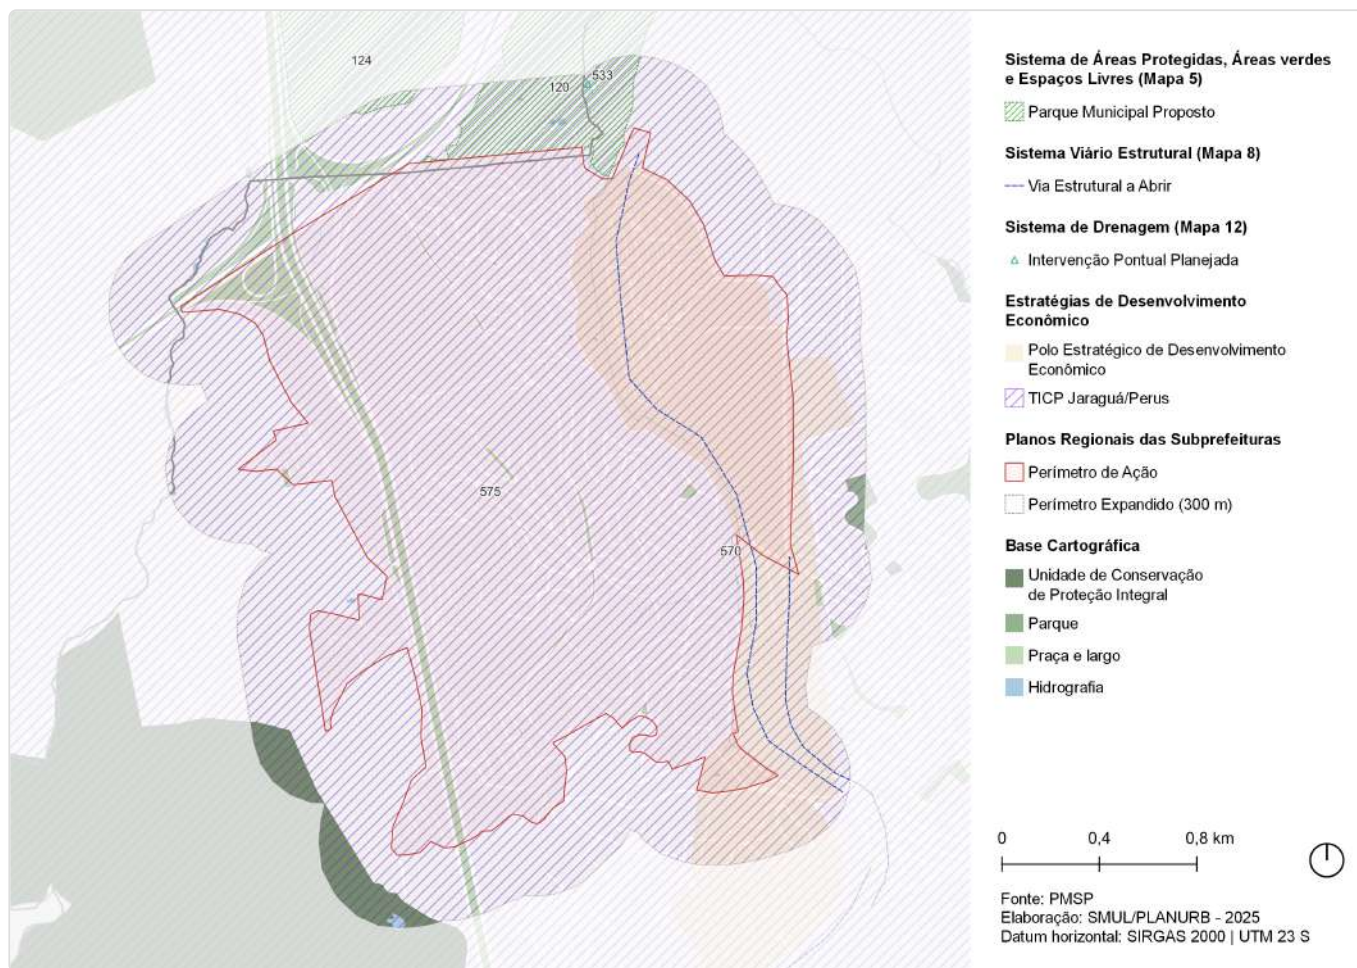 124
533
120
575
570
Sistema de Áreas Protegidas, Áreas verdes
e Espaços Livres (Mapa 5)
Parque Municipal Proposto
Sistema Viário Estrutural (Mapa 8)
Via Estrutural a Abrir
Sistema de Drenagem (Mapa 12)
Intervenção Pontual Planejada
Estratégias de Desenvolvimento
Econômico
Polo Estratégico de Desenvolvimento
Econômico
TICP Jaraguá/Perus
Planos Regionais das Subprefeituras
Perímetro de Ação
Perímetro Expandido (300 m)
Base Cartográfica
Unidade de Conservação
de Proteção Integral
Parque
Praça e largo
Hidrografia
0 0,4 0,8 km
Fonte: PMSP
Elaboração: SMUL/PLANURB - 2025
Datum horizontal: SIRGAS 2000 | UTM 23 S